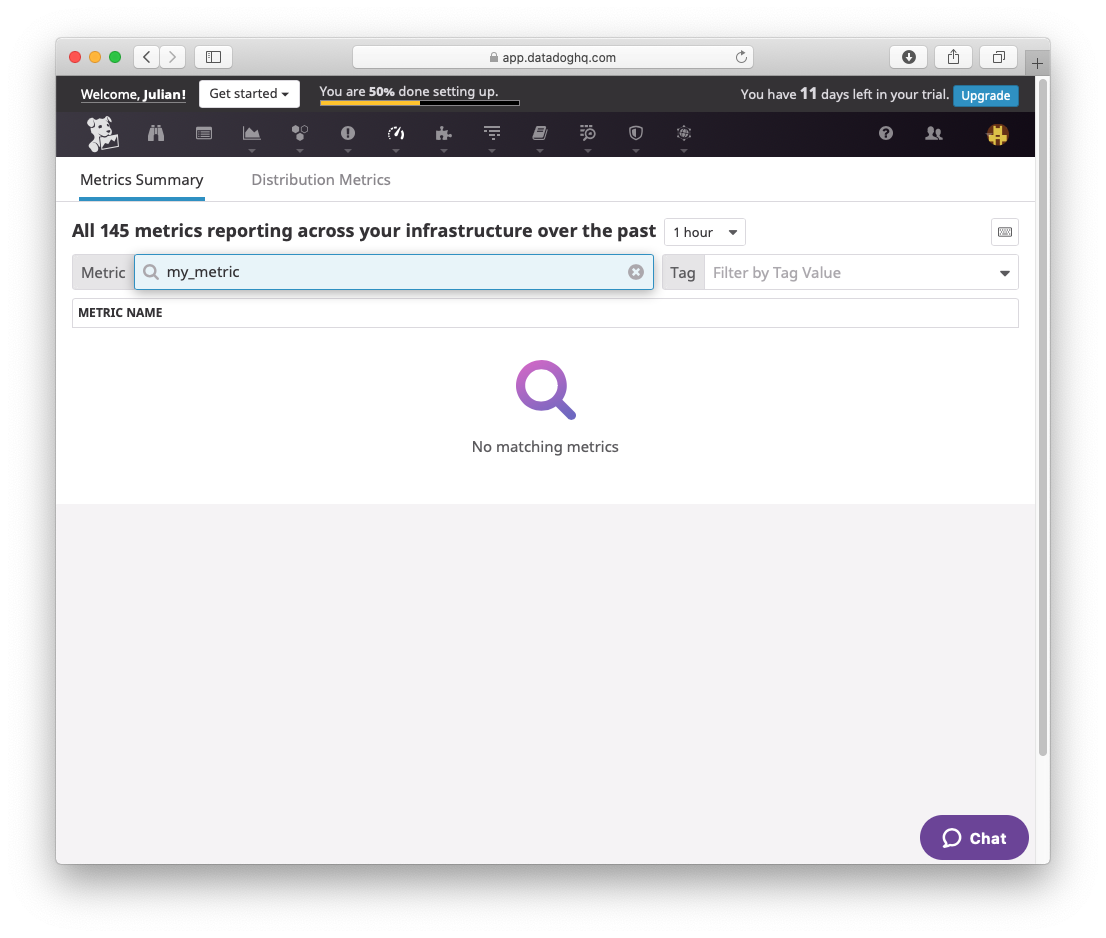 app.datadoghq.com
Welcome, Julian!
Get started
You are 50% done setting up.
You have 11 days left in your trial.
Upgrade
Metrics Summary
Distribution Metrics
All 145 metrics reporting across your infrastructure over the past
1 hour
Metric
my_metric
Tag
Filter by Tag Value
METRIC NAME
No matching metrics
Chat